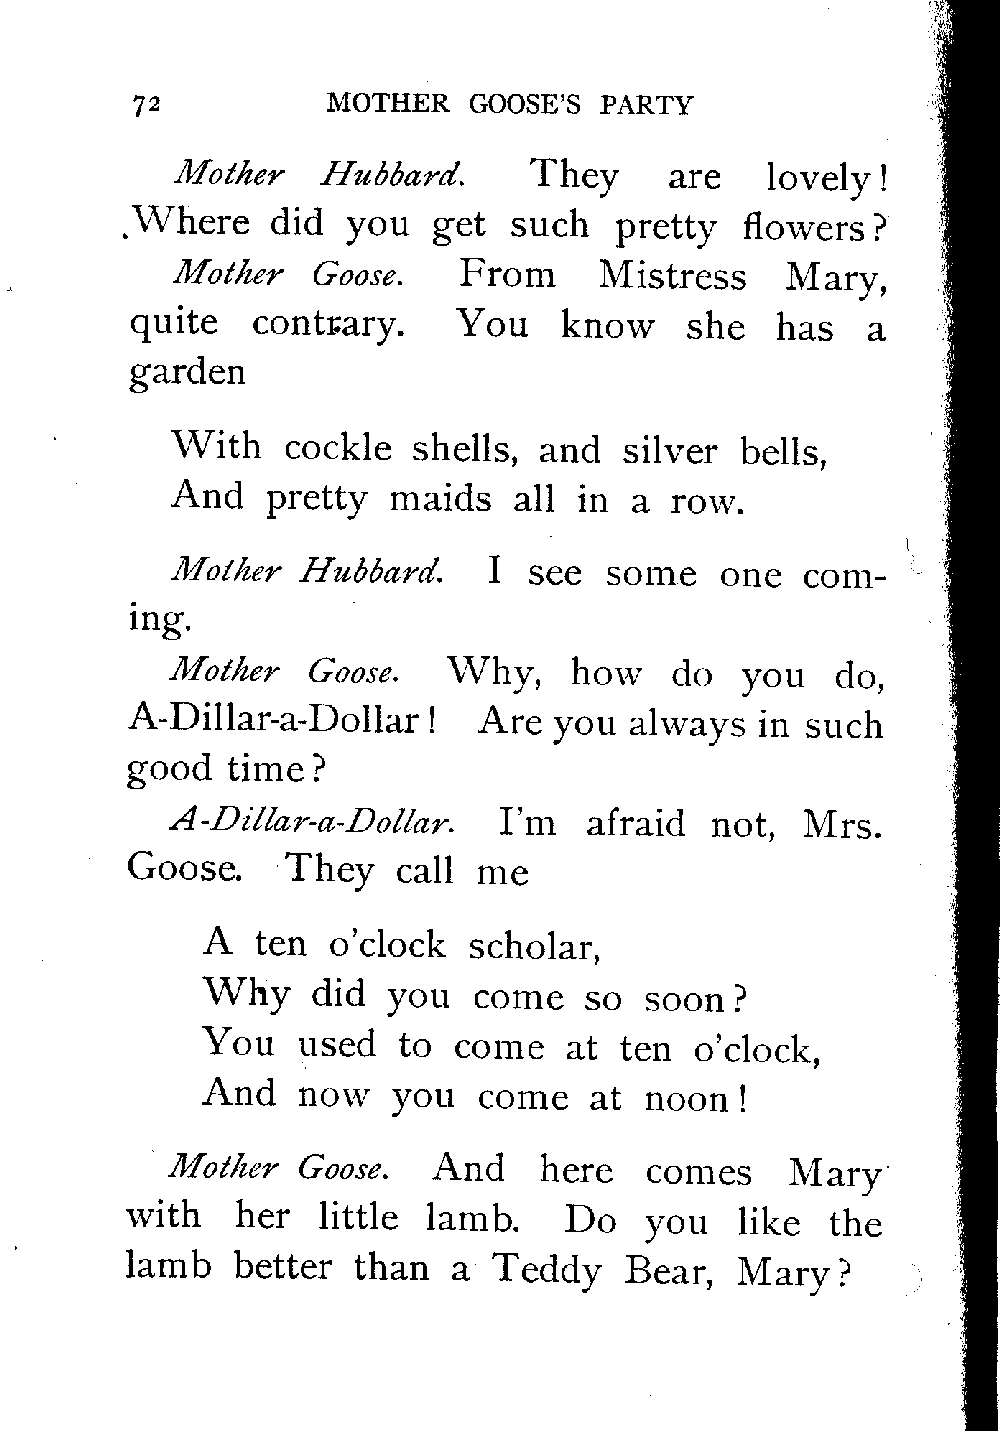 72 MOTHER GOOSE'S PARTY
Mother Hubbard. They are lovely!
Where did you get such pretty flowers?
Mother Goose. From Mistress Mary,
quite contrary. You know she has a
garden
With cockle shells, and silver bells,
And pretty maids all in a row.
Mother Hubbard. I see some one com-
ing.
Mother Goose. Why, how do you do,
A-Dillar-a-Dollar! Are you always in such
good time?
A-Dillar-a-Dollar. I'm afraid not, Mrs.
Goose. They call me
A ten o'clock scholar,
Why did you come so soon?
You used to come at ten o'clock,
And now you come at noon!
Mother Goose. And here comes Mary
with her little lamb. Do you like the
lamb better than a Teddy Bear, Mary?